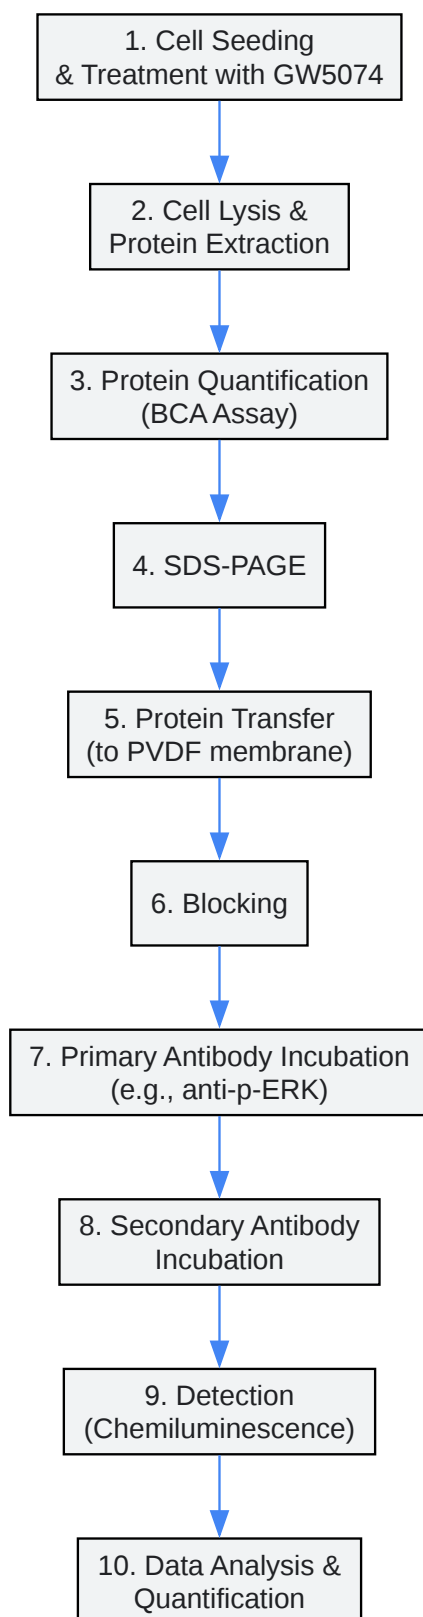 1. Cell Seeding
& Treatment with GW5074
2. Cell Lysis &
Protein Extraction
3. Protein Quantification
(BCA Assay)
4. SDS-PAGE
5. Protein Transfer
(to PVDF membrane)
6. Blocking
7. Primary Antibody Incubation
(e.g., anti-p-ERK)
8. Secondary Antibody
Incubation
9. Detection
(Chemiluminescence)
10. Data Analysis &
Quantification